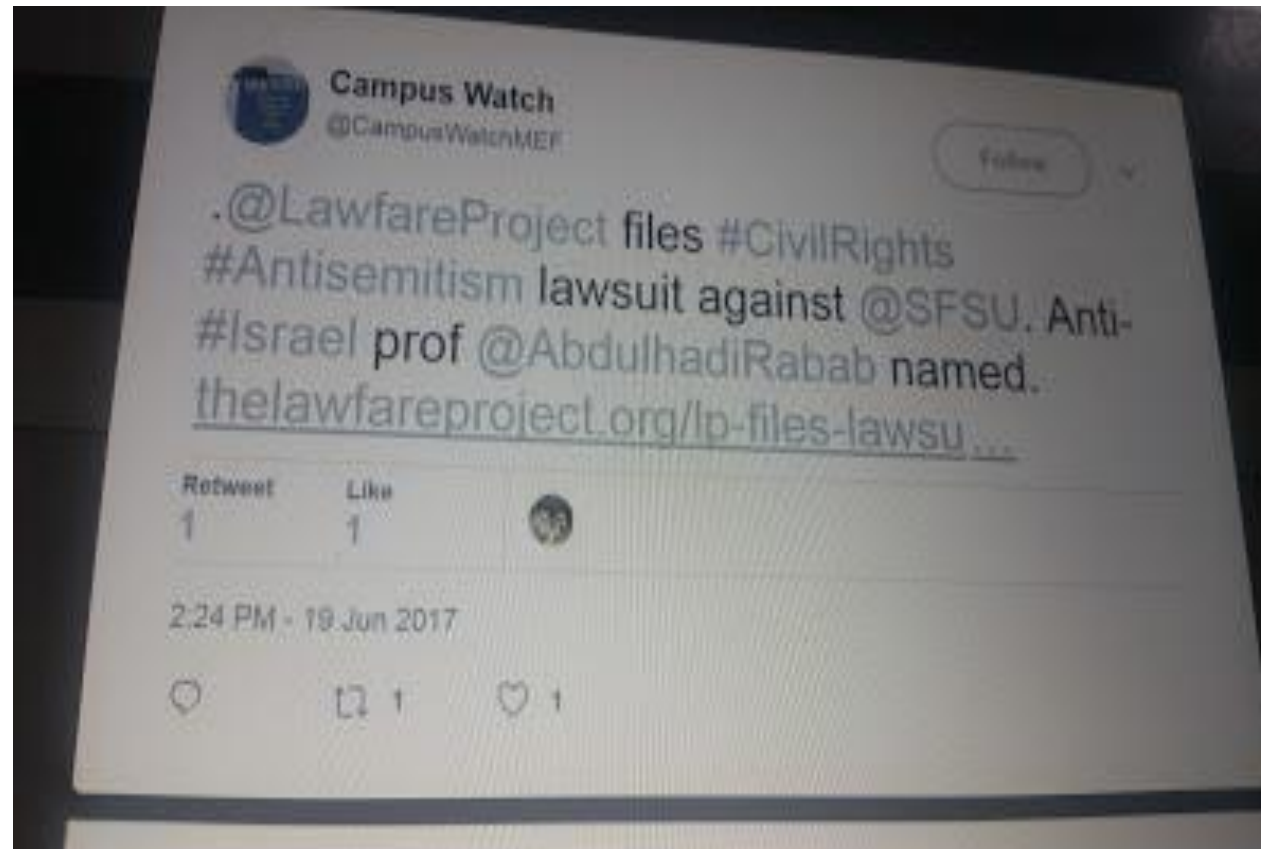 Campus Watch
@CampusWatchMEF
Follow
.@LawfareProject files #CivilRights
#Antisemitism lawsuit against @SFSU. Anti-
#Israel prof @AbdulhadiRabab named.
thelawfareproject.org/lp-files-lawsu…
Retweet Like
1 1
2:24 PM - 19 Jun 2017
1 1